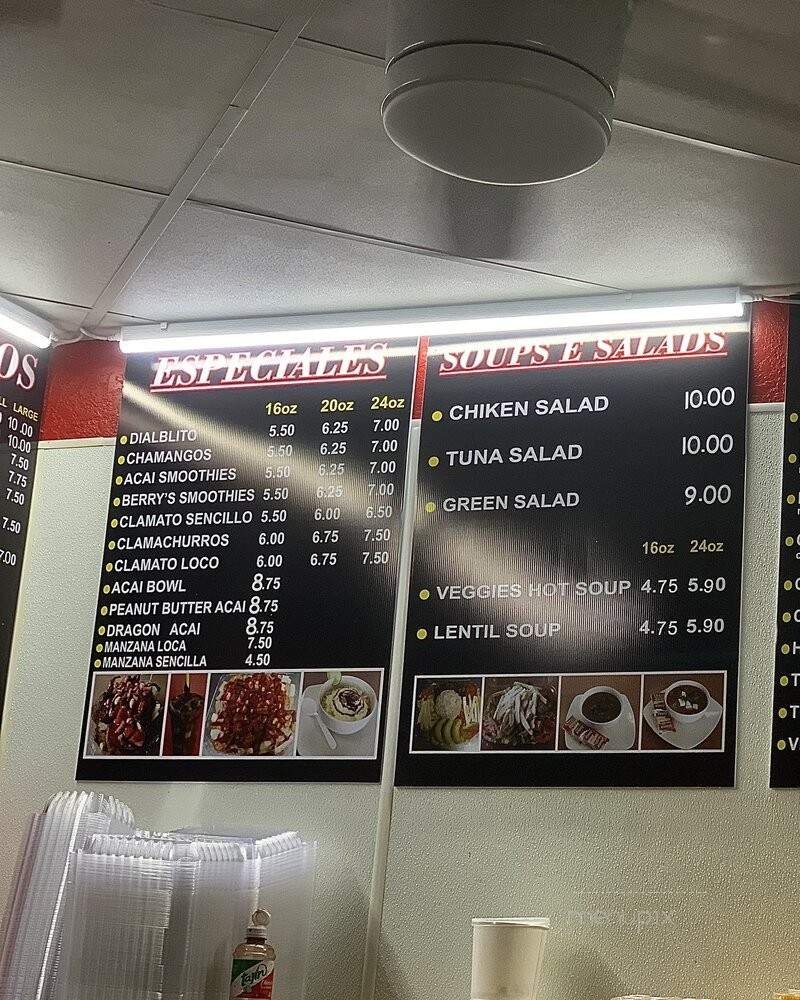 OS
LL LARGE
10.00
10.00
7.50
7.75
7.50
7.50
7.00
ESPECIALES
16oz 20oz 24oz
DIALBLITO 5.50 6.25 7.00
CHAMANGOS 5.50 6.25 7.00
ACAI SMOOTHIES 5.50 6.25 7.00
BERRY'S SMOOTHIES 5.50 6.25 7.00
CLAMATO SENCILLO 5.50 6.00 6.50
CLAMACHURROS 6.00 6.75 7.50
CLAMATO LOCO 6.00 6.75 7.50
ACAI BOWL 8.75
PEANUT BUTTER ACAI 8.75
DRAGON ACAI 8.75
MANZANA LOCA 7.50
MANZANA SENCILLA 4.50
SOUPS E SALADS
CHIKEN SALAD 10.00
TUNA SALAD 10.00
GREEN SALAD 9.00
16oz 24oz
VEGGIES HOT SOUP 4.75 5.90
LENTIL SOUP 4.75 5.90
Tajín
menupix